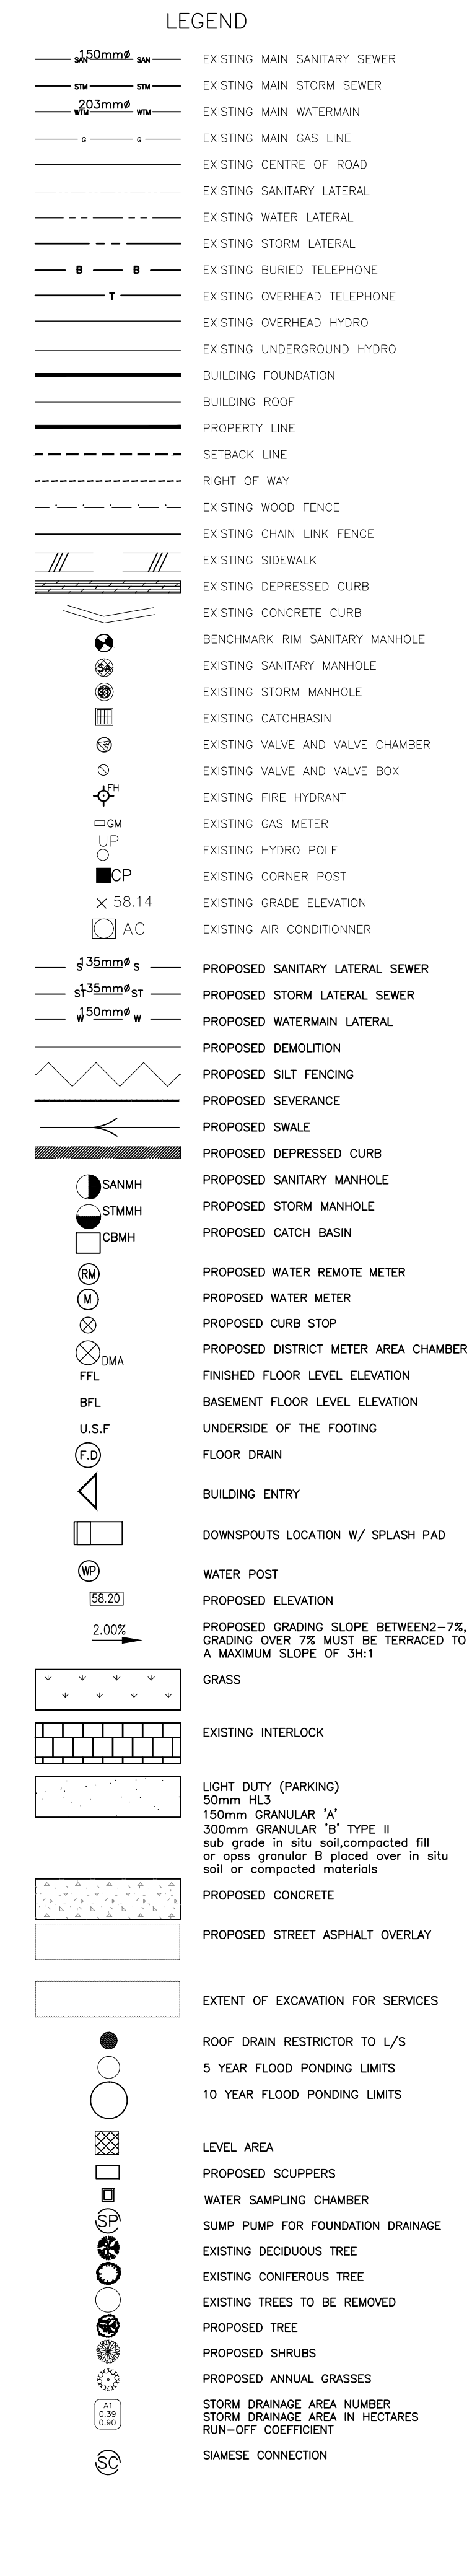 LEGEND
150mmø
SAN SAN EXISTING MAIN SANITARY SEWER
STM STM EXISTING MAIN STORM SEWER
203mmø
WTM WTM EXISTING MAIN WATERMAIN
G G EXISTING MAIN GAS LINE
EXISTING CENTRE OF ROAD
EXISTING SANITARY LATERAL
EXISTING WATER LATERAL
EXISTING STORM LATERAL
B B EXISTING BURIED TELEPHONE
T EXISTING OVERHEAD TELEPHONE
EXISTING OVERHEAD HYDRO
EXISTING UNDERGROUND HYDRO
BUILDING FOUNDATION
BUILDING ROOF
PROPERTY LINE
SETBACK LINE
RIGHT OF WAY
EXISTING WOOD FENCE
EXISTING CHAIN LINK FENCE
EXISTING SIDEWALK
EXISTING DEPRESSED CURB
EXISTING CONCRETE CURB
BENCHMARK RIM SANITARY MANHOLE
SA EXISTING SANITARY MANHOLE
ST EXISTING STORM MANHOLE
EXISTING CATCHBASIN
EXISTING VALVE AND VALVE CHAMBER
EXISTING VALVE AND VALVE BOX
FH EXISTING FIRE HYDRANT
GM EXISTING GAS METER
UP EXISTING HYDRO POLE
CP EXISTING CORNER POST
58.14 EXISTING GRADE ELEVATION
AC EXISTING AIR CONDITIONNER
135mmø
S S PROPOSED SANITARY LATERAL SEWER
135mmø
ST ST PROPOSED STORM LATERAL SEWER
150mmø
W W PROPOSED WATERMAIN LATERAL
PROPOSED DEMOLITION
PROPOSED SILT FENCING
PROPOSED SEVERANCE
PROPOSED SWALE
PROPOSED DEPRESSED CURB
SANMH PROPOSED SANITARY MANHOLE
STMMH PROPOSED STORM MANHOLE
CBMH PROPOSED CATCH BASIN
RM PROPOSED WATER REMOTE METER
M PROPOSED WATER METER
PROPOSED CURB STOP
DMA PROPOSED DISTRICT METER AREA CHAMBER
FFL FINISHED FLOOR LEVEL ELEVATION
BFL BASEMENT FLOOR LEVEL ELEVATION
U.S.F UNDERSIDE OF THE FOOTING
F.D FLOOR DRAIN
BUILDING ENTRY
DOWNSPOUTS LOCATION W/ SPLASH PAD
WP WATER POST
58.20 PROPOSED ELEVATION
2.00% PROPOSED GRADING SLOPE BETWEEN2-7%,
GRADING OVER 7% MUST BE TERRACED TO
A MAXIMUM SLOPE OF 3H:1
GRASS
EXISTING INTERLOCK
LIGHT DUTY (PARKING)
50mm HL3
150mm GRANULAR 'A'
300mm GRANULAR 'B' TYPE II
sub grade in situ soil,compacted fill
or opss granular B placed over in situ
soil or compacted materials
PROPOSED CONCRETE
PROPOSED STREET ASPHALT OVERLAY
EXTENT OF EXCAVATION FOR SERVICES
ROOF DRAIN RESTRICTOR TO L/S
5 YEAR FLOOD PONDING LIMITS
10 YEAR FLOOD PONDING LIMITS
LEVEL AREA
PROPOSED SCUPPERS
WATER SAMPLING CHAMBER
SP SUMP PUMP FOR FOUNDATION DRAINAGE
EXISTING DECIDUOUS TREE
EXISTING CONIFEROUS TREE
EXISTING TREES TO BE REMOVED
PROPOSED TREE
PROPOSED SHRUBS
PROPOSED ANNUAL GRASSES
A1 STORM DRAINAGE AREA NUMBER
0.39 STORM DRAINAGE AREA IN HECTARES
0.90 RUN-OFF COEFFICIENT
SC SIAMESE CONNECTION